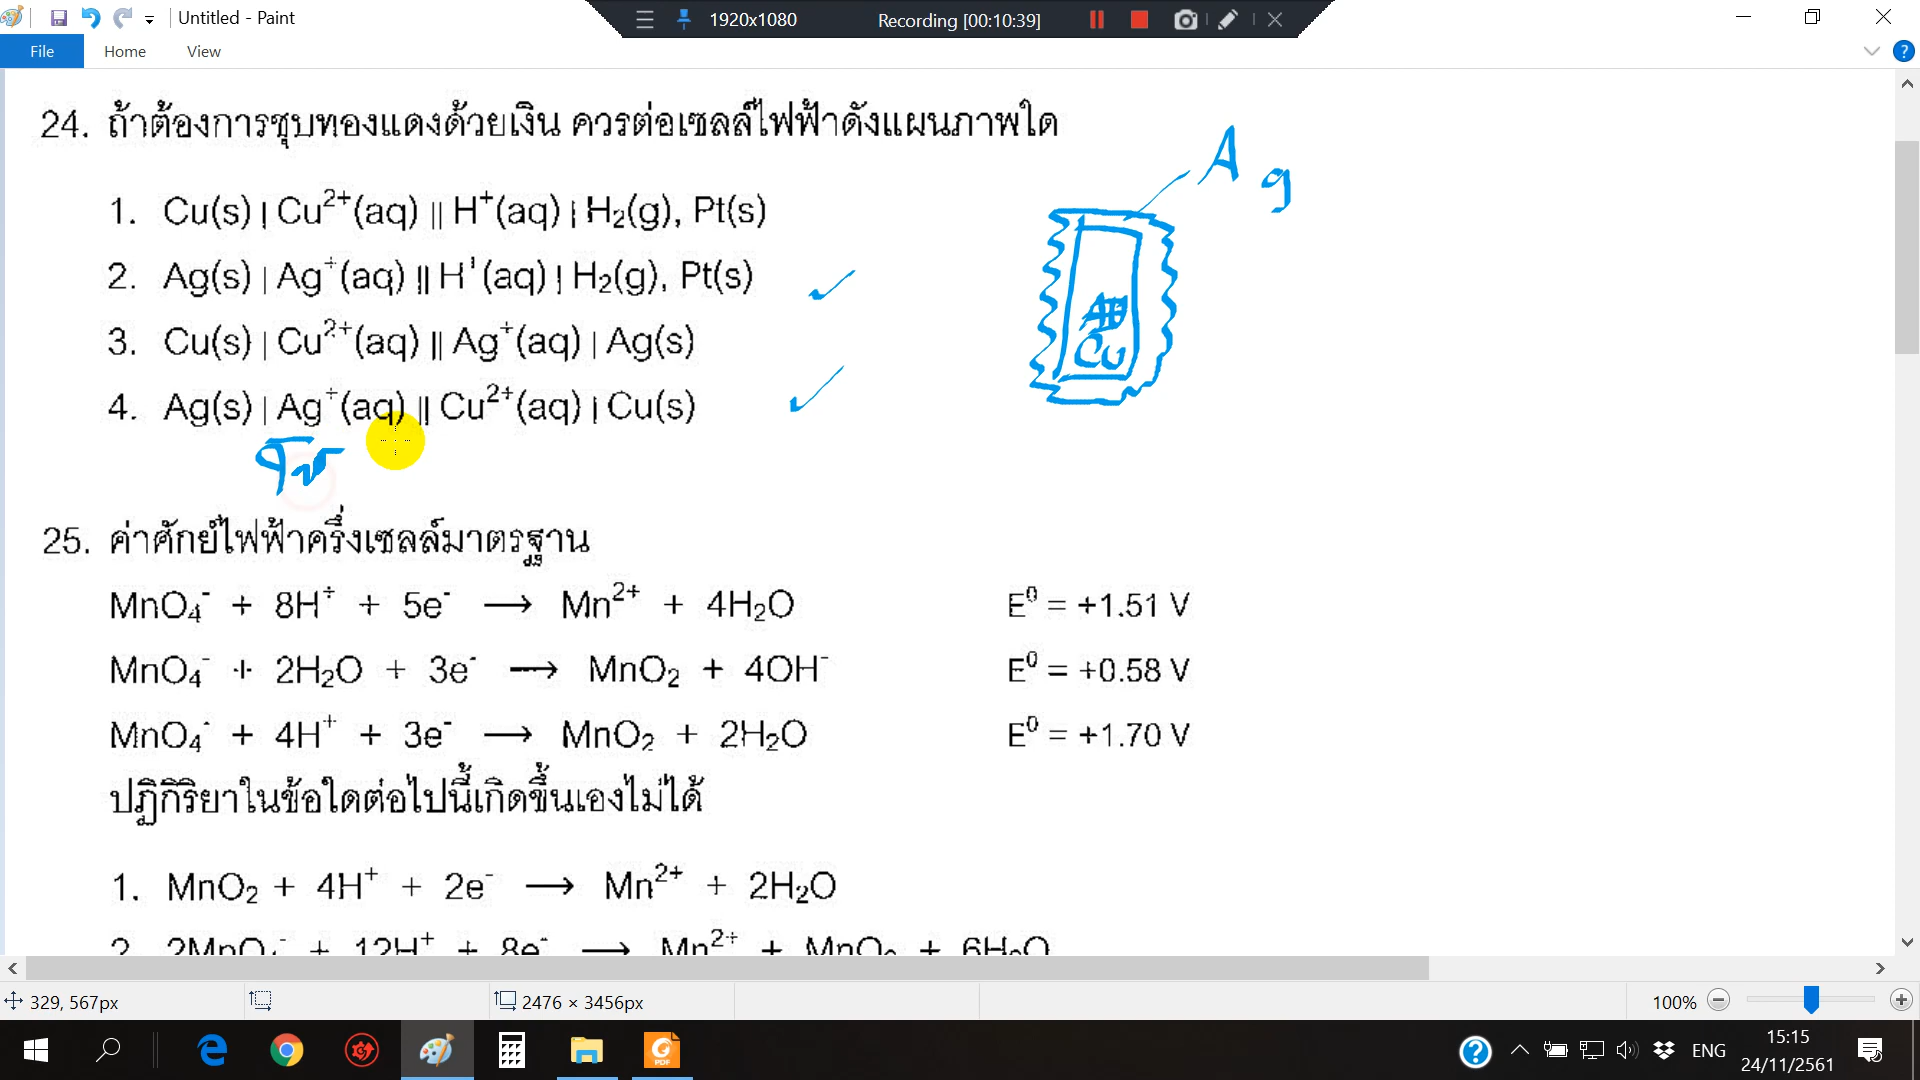 Untitled - Paint
1920x1080
Recording [00:10:39]
File
Home
View
24. ถ้าต้องการชุบทองแดงด้วยเงิน ควรต่อเซลล์ไฟฟ้าดังแผนภาพใด
Ag
1. Cu(s) | Cu²⁺(aq) || H⁺(aq) | H₂(g), Pt(s)
2. Ag(s) | Ag⁺(aq) || H⁺(aq) | H₂(g), Pt(s) ✓
3. Cu(s) | Cu²⁺(aq) || Ag⁺(aq) | Ag(s)
Cu
4. Ag(s) | Ag⁺(aq) || Cu²⁺(aq) | Cu(s) ✓
25. ค่าศักย์ไฟฟ้าครึ่งเซลล์มาตรฐาน
MnO₄⁻ + 8H⁺ + 5e⁻ ⟶ Mn²⁺ + 4H₂O E⁰ = +1.51 V
MnO₄⁻ + 2H₂O + 3e⁻ ⟶ MnO₂ + 4OH⁻ E⁰ = +0.58 V
MnO₄⁻ + 4H⁺ + 3e⁻ ⟶ MnO₂ + 2H₂O E⁰ = +1.70 V
ปฏิกิริยาในข้อใดต่อไปนี้เกิดขึ้นเองไม่ได้
1. MnO₂ + 4H⁺ + 2e⁻ ⟶ Mn²⁺ + 2H₂O
2. 2MnO₄⁻ + 12H⁺ + 8e⁻ ⟶ Mn²⁺ + MnO₂ + 6H₂O
329, 567px
2476 × 3456px
100%
PDF
ENG
15:15
24/11/2561